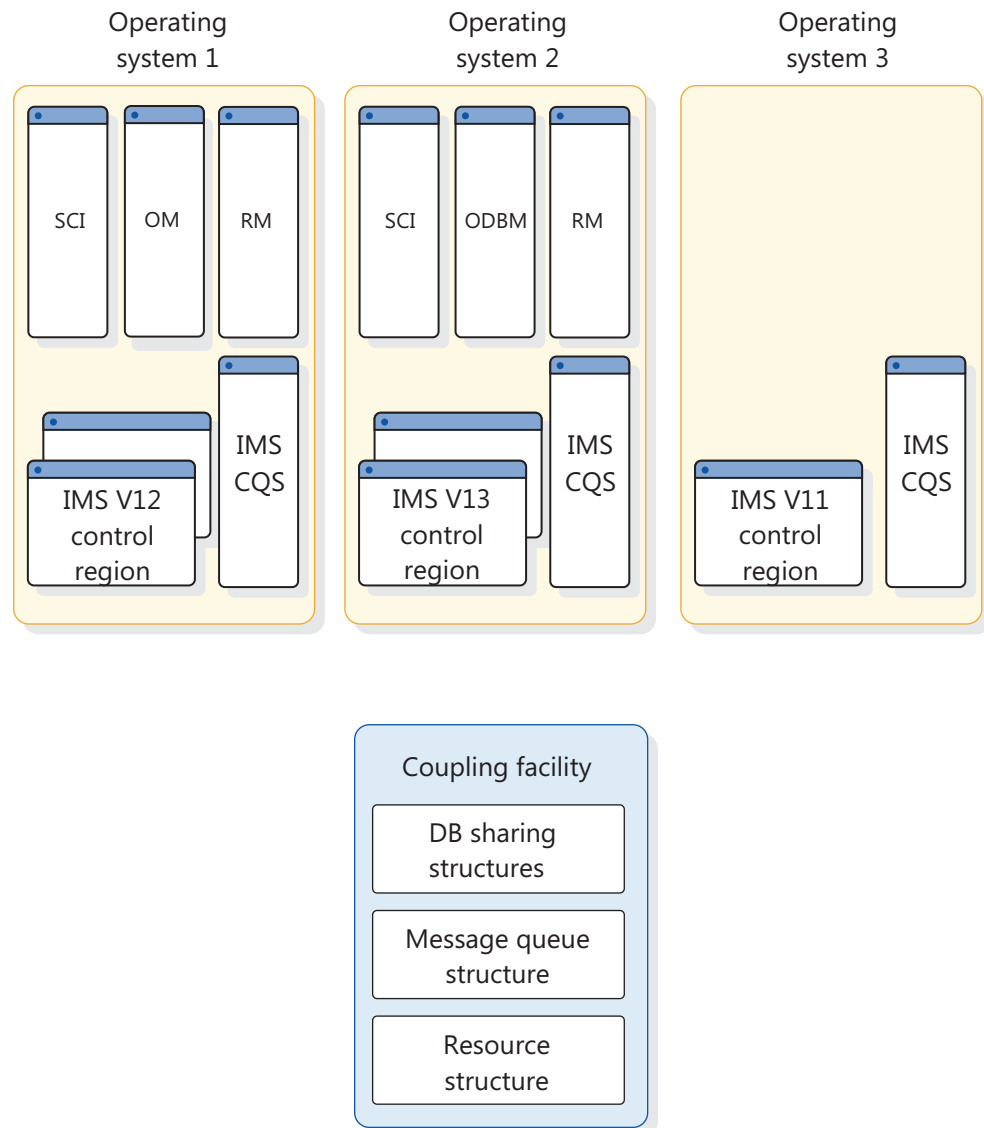 Operating
system 1
Operating
system 2
Operating
system 3
SCI
OM
RM
IMS
CQS
IMS V12
control
region
SCI
ODBM
RM
IMS
CQS
IMS V13
control
region
IMS
CQS
IMS V11
control
region
Coupling facility
DB sharing
structures
Message queue
structure
Resource
structure